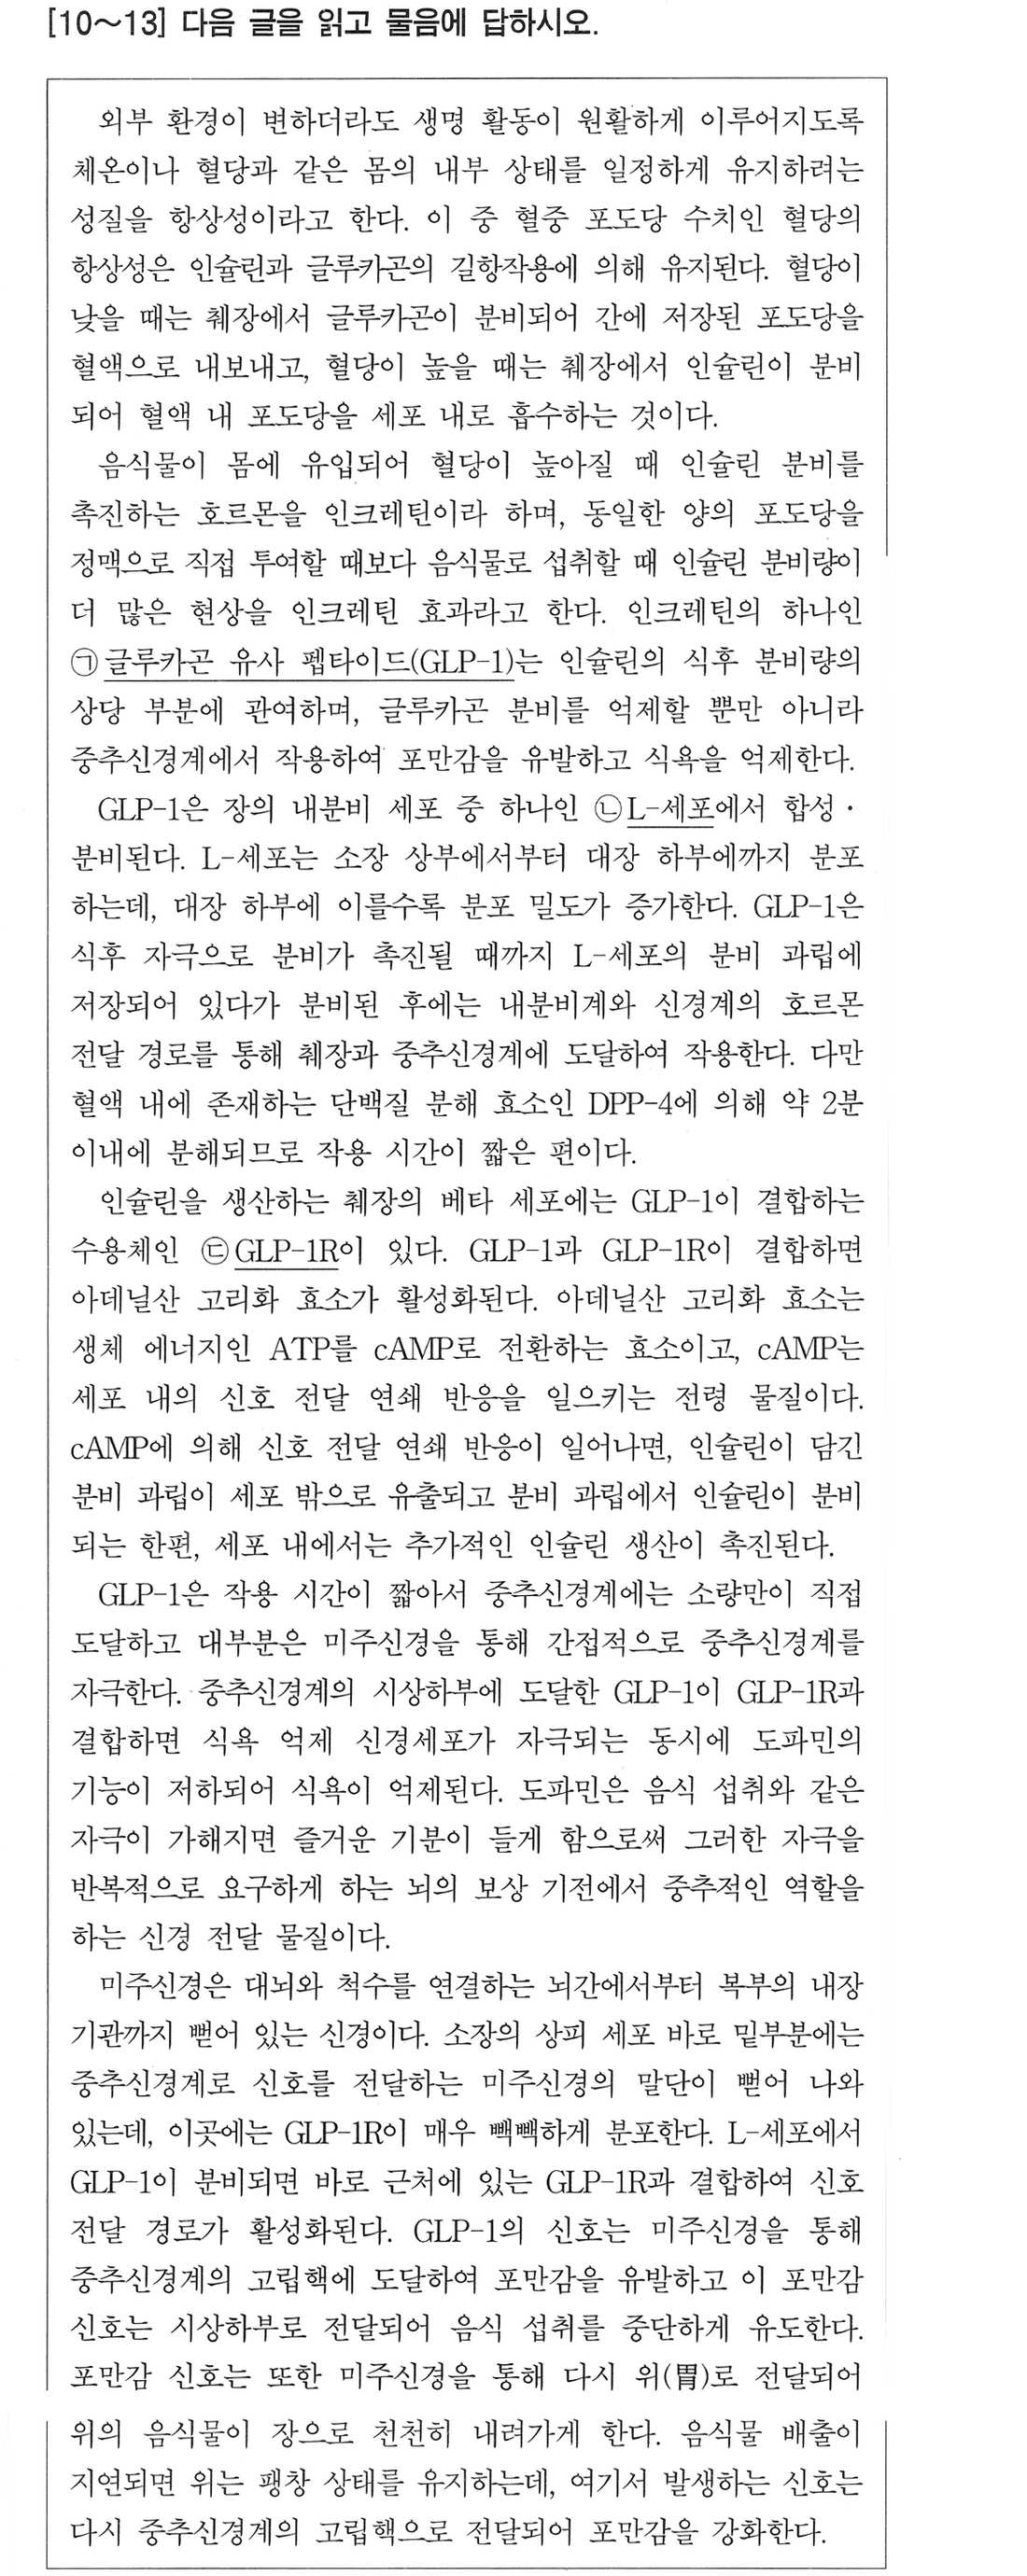 [10～13] 다음 글을 읽고 물음에 답하시오.
외부 환경이 변하더라도 생명 활동이 원활하게 이루어지도록
체온이나 혈당과 같은 몸의 내부 상태를 일정하게 유지하려는
성질을 항상성이라고 한다. 이 중 혈중 포도당 수치인 혈당의
항상성은 인슐린과 글루카곤의 길항작용에 의해 유지된다. 혈당이
낮을 때는 췌장에서 글루카곤이 분비되어 간에 저장된 포도당을
혈액으로 내보내고, 혈당이 높을 때는 췌장에서 인슐린이 분비
되어 혈액 내 포도당을 세포 내로 흡수하는 것이다.
음식물이 몸에 유입되어 혈당이 높아질 때 인슐린 분비를
촉진하는 호르몬을 인크레틴이라 하며, 동일한 양의 포도당을
정맥으로 직접 투여할 때보다 음식물로 섭취할 때 인슐린 분비량이
더 많은 현상을 인크레틴 효과라고 한다. 인크레틴의 하나인
㉠글루카곤 유사 펩타이드(GLP-1)는 인슐린의 식후 분비량의
상당 부분에 관여하며, 글루카곤 분비를 억제할 뿐만 아니라
중추신경계에서 작용하여 포만감을 유발하고 식욕을 억제한다.
GLP-1은 장의 내분비 세포 중 하나인 ㉡L-세포에서 합성·
분비된다. L-세포는 소장 상부에서부터 대장 하부에까지 분포
하는데, 대장 하부에 이를수록 분포 밀도가 증가한다. GLP-1은
식후 자극으로 분비가 촉진될 때까지 L-세포의 분비 과립에
저장되어 있다가 분비된 후에는 내분비계와 신경계의 호르몬
전달 경로를 통해 췌장과 중추신경계에 도달하여 작용한다. 다만
혈액 내에 존재하는 단백질 분해 효소인 DPP-4에 의해 약 2분
이내에 분해되므로 작용 시간이 짧은 편이다.
인슐린을 생산하는 췌장의 베타 세포에는 GLP-1이 결합하는
수용체인 ㉢GLP-1R이 있다. GLP-1과 GLP-1R이 결합하면
아데닐산 고리화 효소가 활성화된다. 아데닐산 고리화 효소는
생체 에너지인 ATP를 cAMP로 전환하는 효소이고, cAMP는
세포 내의 신호 전달 연쇄 반응을 일으키는 전령 물질이다.
cAMP에 의해 신호 전달 연쇄 반응이 일어나면, 인슐린이 담긴
분비 과립이 세포 밖으로 유출되고 분비 과립에서 인슐린이 분비
되는 한편, 세포 내에서는 추가적인 인슐린 생산이 촉진된다.
GLP-1은 작용 시간이 짧아서 중추신경계에는 소량만이 직접
도달하고 대부분은 미주신경을 통해 간접적으로 중추신경계를
자극한다. 중추신경계의 시상하부에 도달한 GLP-1이 GLP-1R과
결합하면 식욕 억제 신경세포가 자극되는 동시에 도파민의
기능이 저하되어 식욕이 억제된다. 도파민은 음식 섭취와 같은
자극이 가해지면 즐거운 기분이 들게 함으로써 그러한 자극을
반복적으로 요구하게 하는 뇌의 보상 기전에서 중추적인 역할을
하는 신경 전달 물질이다.
미주신경은 대뇌와 척수를 연결하는 뇌간에서부터 복부의 내장
기관까지 뻗어 있는 신경이다. 소장의 상피 세포 바로 밑부분에는
중추신경계로 신호를 전달하는 미주신경의 말단이 뻗어 나와
있는데, 이곳에는 GLP-1R이 매우 빽빽하게 분포한다. L-세포에서
GLP-1이 분비되면 바로 근처에 있는 GLP-1R과 결합하여 신호
전달 경로가 활성화된다. GLP-1의 신호는 미주신경을 통해
중추신경계의 고립핵에 도달하여 포만감을 유발하고 이 포만감
신호는 시상하부로 전달되어 음식 섭취를 중단하게 유도한다.
포만감 신호는 또한 미주신경을 통해 다시 위(胃)로 전달되어
위의 음식물이 장으로 천천히 내려가게 한다. 음식물 배출이
지연되면 위는 팽창 상태를 유지하는데, 여기서 발생하는 신호는
다시 중추신경계의 고립핵으로 전달되어 포만감을 강화한다.